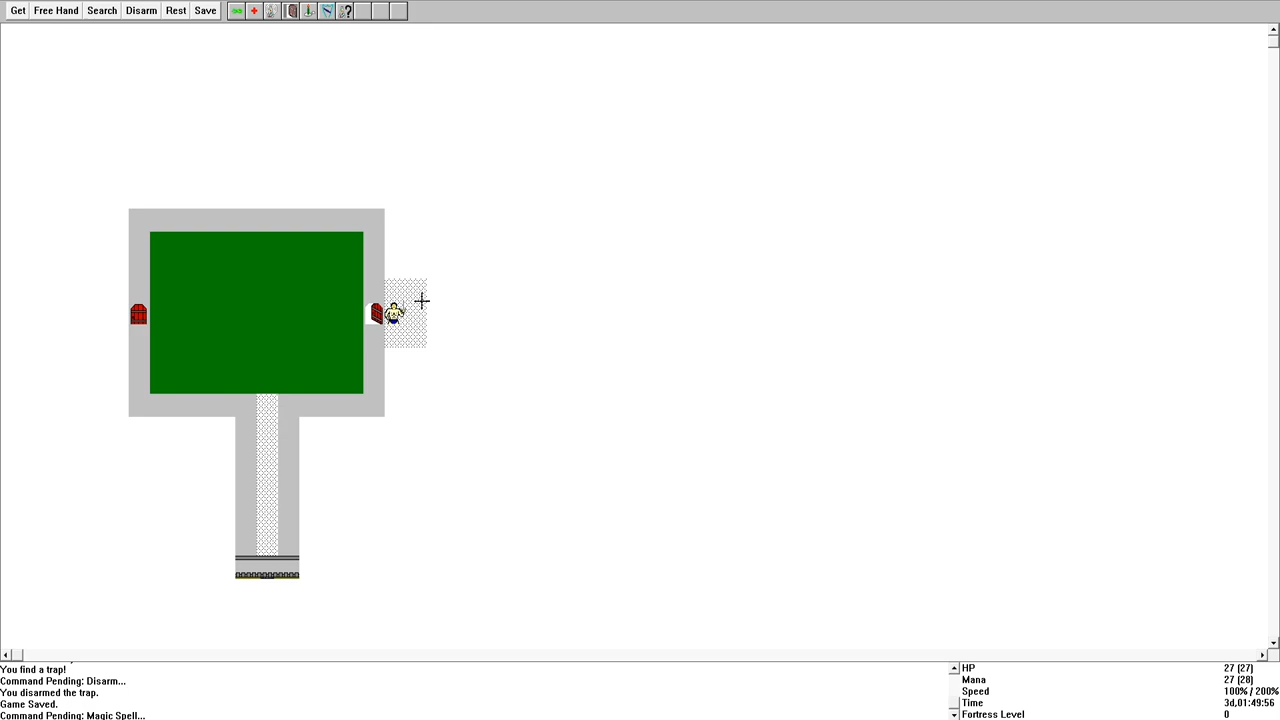 Get Free Hand Search Disarm Rest Save
You find a trap!
Command Pending: Disarm...
You disarmed the trap.
Game Saved.
Command Pending: Magic Spell...
HP 27 (27)
Mana 27 (28)
Speed 100% / 200%
Time 3d,01:49:56
Fortress Level 0